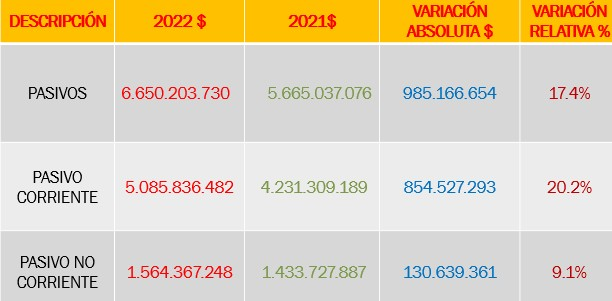 DESCRIPCIÓN 2022 $ 2021$ VARIACIÓN ABSOLUTA $ VARIACIÓN RELATIVA %
PASIVOS 6.650.203.730 5.665.037.076 985.166.654 17.4%
PASIVO CORRIENTE 5.085.836.482 4.231.309.189 854.527.293 20.2%
PASIVO NO CORRIENTE 1.564.367.248 1.433.727.887 130.639.361 9.1%